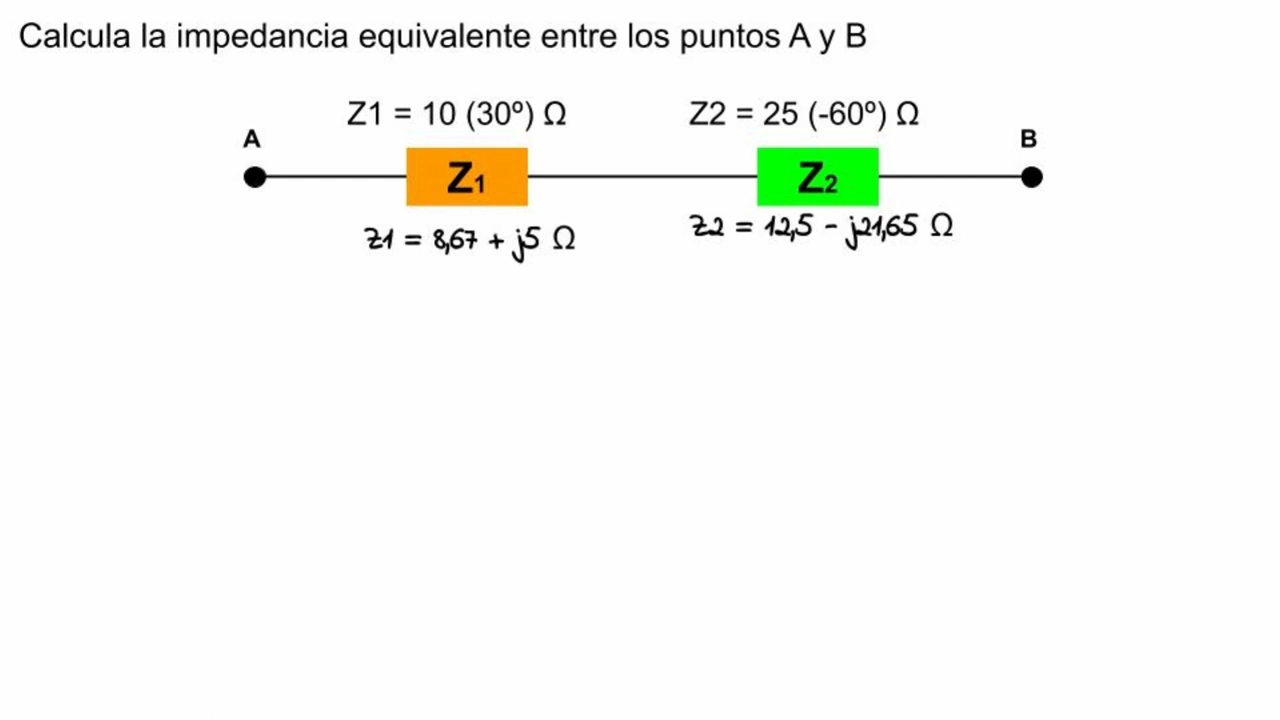 Calcula la impedancia equivalente entre los puntos A y B
Z1 = 10 (30º) Ω
Z2 = 25 (-60º) Ω
A
B
Z1
Z2
Z1 = 8,67 + j5 Ω
Z2 = 12,5 - j21,65 Ω